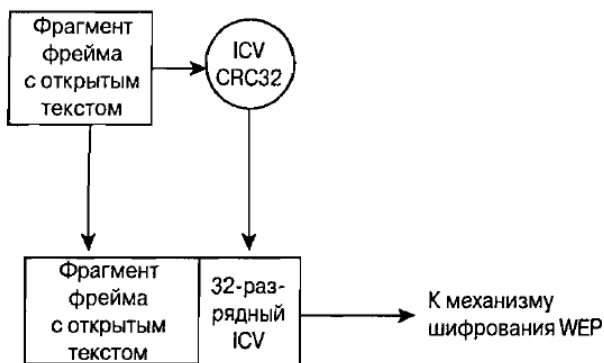 Фрагмент
фрейма
с открытым
текстом
ICV
CRC32
Фрагмент
фрейма
с открытым
текстом
32-раз-
рядный
ICV
К механизму
шифрования WEP